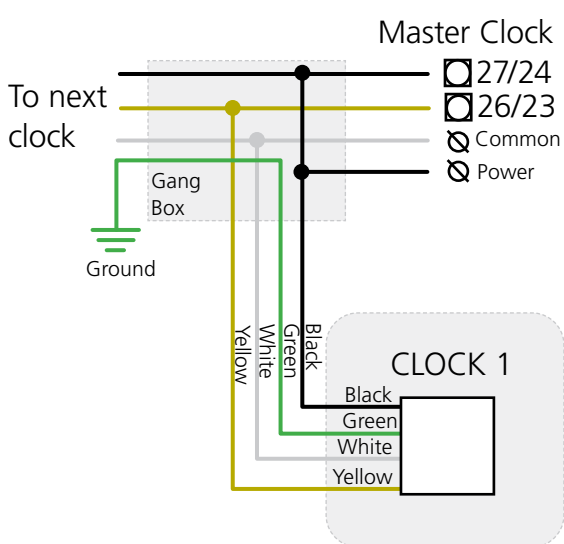 Master Clock
27/24
To next
clock
26/23
Common
Power
Gang
Box
Ground
Yellow
White
Green
Black
CLOCK 1
Black
Green
White
Yellow